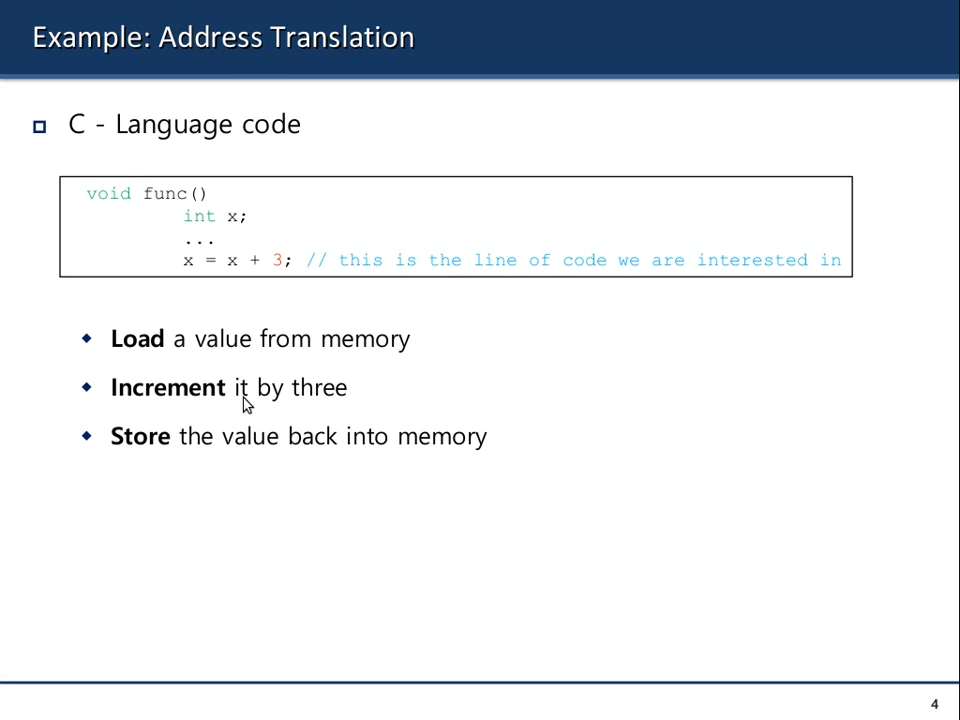 Example: Address Translation
C - Language code
void func()
int x;
...
x = x + 3; // this is the line of code we are interested in
Load a value from memory
Increment it by three
Store the value back into memory
4